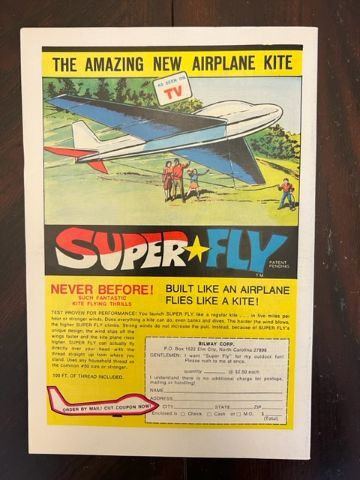 THE AMAZING NEW AIRPLANE KITE
AS SEEN ON
TV
SUPER★FLY
T.M.
PATENT
PENDING
NEVER BEFORE!
SUCH FANTASTIC
KITE FLYING THRILLS
BUILT LIKE AN AIRPLANE
FLIES LIKE A KITE!
TEST PROVEN FOR PERFORMANCE: You launch SUPER FLY like a regular kite . . . in five miles per
hour or stronger winds. Does everything a kite can do, even banks and dives. The harder the wind blows,
the higher SUPER FLY climbs. Strong winds do not increase the pull. Instead, because of SUPER FLY's
unique design, the wind slips off the
wings faster and the kite plane rises
higher. SUPER FLY can actually fly
directly over your head with the
thread straight up from where you
stand. Uses any household thread on
the common #00 size or stronger.
100 FT. OF THREAD INCLUDED.
ORDER BY MAIL! CUT COUPON NOW!
BILWAY CORP.
P.O. Box 1020 Elm City, North Carolina 27898
GENTLEMEN: I want "Super Fly" for my outdoor fun!
Please rush to me at once.
quantity @ $2.50 each
I understand there is no additional charge for postage,
mailing or handling!
NAME
ADDRESS
CITY STATE ZIP
Enclosed is □ Check □ Cash or □ M.O. $
(Total)